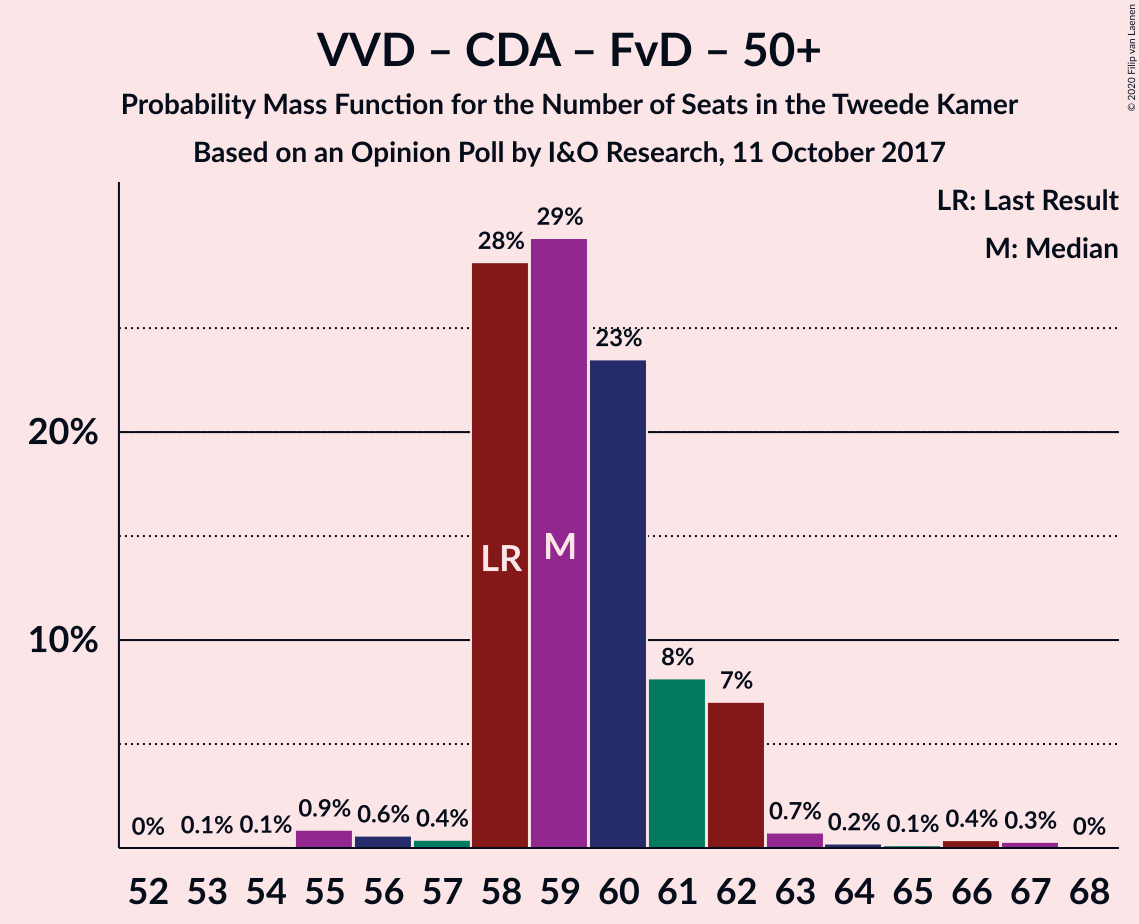 VVD – CDA – FvD – 50+
Probability Mass Function for the Number of Seats in the Tweede Kamer
Based on an Opinion Poll by I&O Research, 11 October 2017
© 2020 Filip van Laenen
LR: Last Result
M: Median
20%
10%
0% 0.1% 0.1% 0.9% 0.6% 0.4% 28% 29% 23% 8% 7% 0.7% 0.2% 0.1% 0.4% 0.3% 0%
LR M
52 53 54 55 56 57 58 59 60 61 62 63 64 65 66 67 68